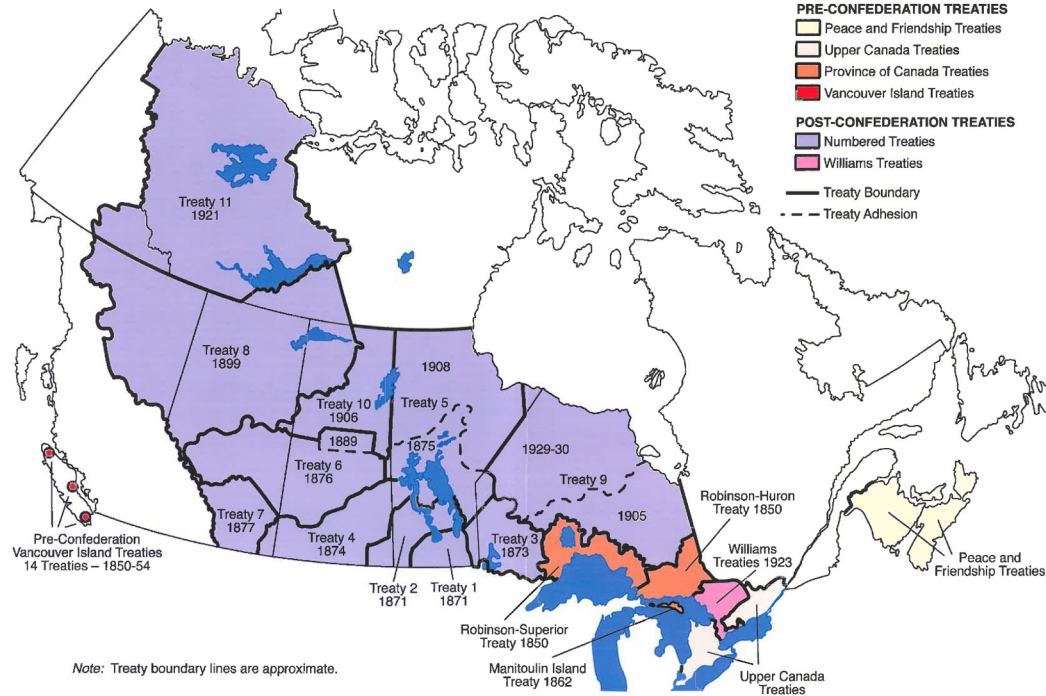 PRE-CONFEDERATION TREATIES
Peace and Friendship Treaties
Upper Canada Treaties
Province of Canada Treaties
Vancouver Island Treaties
POST-CONFEDERATION TREATIES
Numbered Treaties
Williams Treaties
Treaty Boundary
Treaty Adhesion
Treaty 11
1921
Treaty 8
1899
1908
Treaty 10
1906
Treaty 5
1889
1875
1929-30
Treaty 6
1876
Treaty 9
1905
Treaty 7
1877
Treaty 4
1874
Treaty 3
1873
Treaty 2
1871
Treaty 1
1871
Robinson-Huron
Treaty 1850
Williams
Treaties 1923
Peace and
Friendship Treaties
Pre-Confederation
Vancouver Island Treaties
14 Treaties – 1850-54
Robinson-Superior
Treaty 1850
Manitoulin Island
Treaty 1862
Upper Canada
Treaties
Note: Treaty boundary lines are approximate.